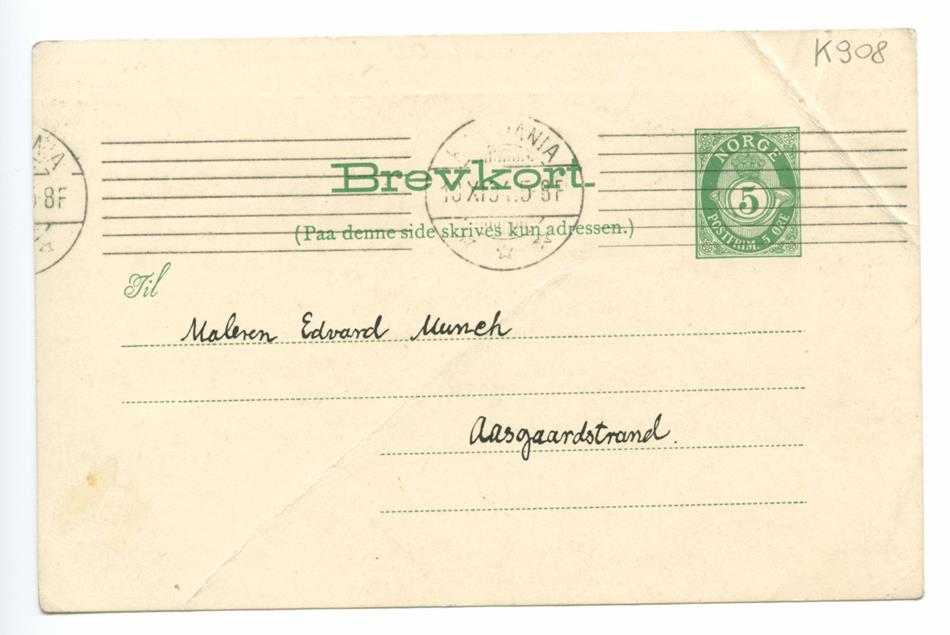 K908
NORGE
5
POSTFRIM. 5 ØRE
Brevkort.
(Paa denne side skrives kun adressen.)
Til
Maleren Edvard Munch
Aasgaardstrand.